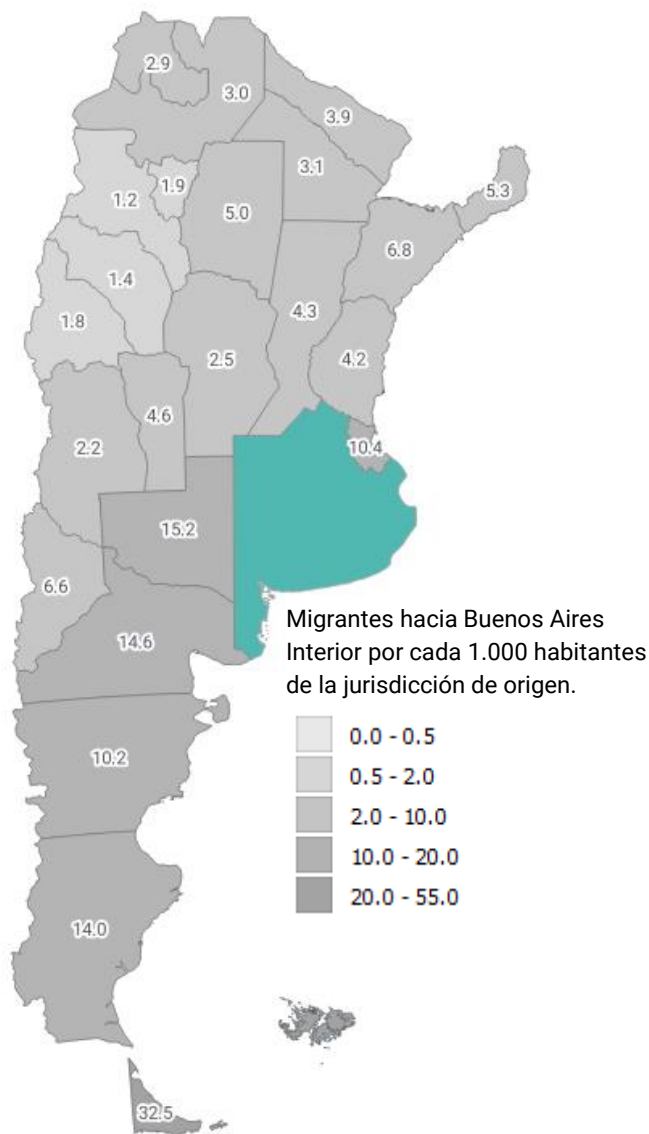 2.9
3.0
3.9
3.1
5.3
1.2
1.9
5.0
6.8
1.4
4.3
1.8
2.5
4.2
4.6
2.2
10.4
15.2
6.6
Migrantes hacia Buenos Aires
Interior por cada 1.000 habitantes
de la jurisdicción de origen.
14.6
0.0 - 0.5
10.2
0.5 - 2.0
2.0 - 10.0
10.0 - 20.0
20.0 - 55.0
14.0
32.5